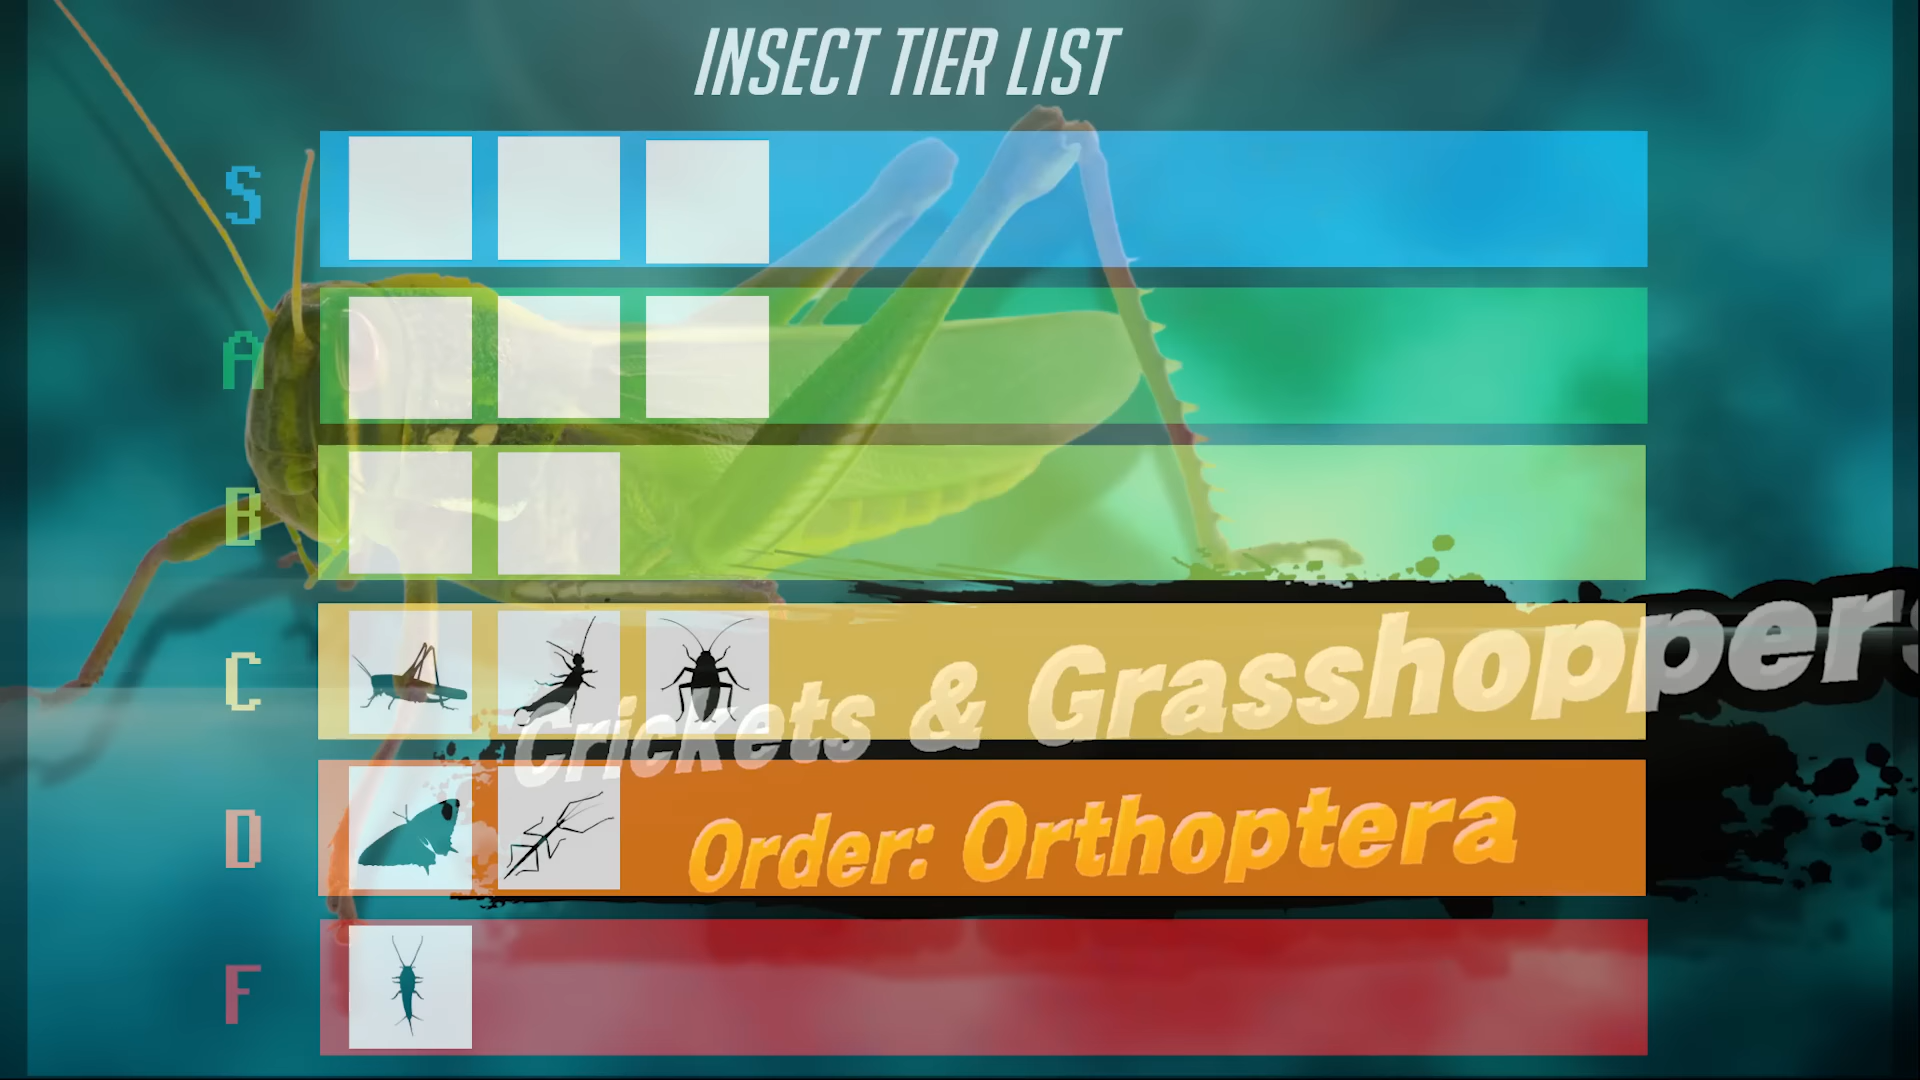 INSECT TIER LIST
S
A
B
C
Crickets & Grasshoppers
D
Order: Orthoptera
F